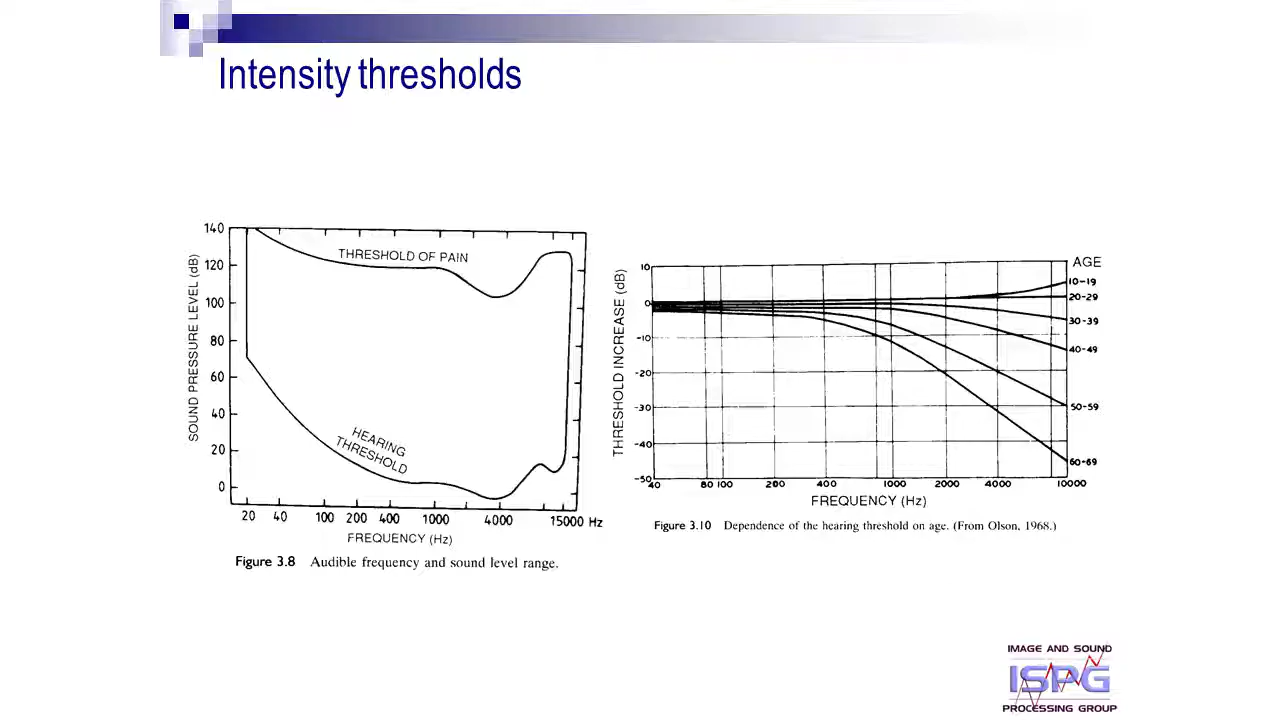 Intensity thresholds
140
120
100
80
60
40
20
0
SOUND PRESSURE LEVEL (dB)
THRESHOLD OF PAIN
HEARING
THRESHOLD
20 40 100 200 400 1000 4000 15000 Hz
FREQUENCY (Hz)
Figure 3.8 Audible frequency and sound level range.
THRESHOLD INCREASE (dB)
10
0
-10
-20
-30
-40
-50
AGE
10-19
20-29
30-39
40-49
50-59
60-69
40 80 100 200 400 1000 2000 4000 10000
FREQUENCY (Hz)
Figure 3.10 Dependence of the hearing threshold on age. (From Olson, 1968.)
IMAGE AND SOUND
ISPG
PROCESSING GROUP